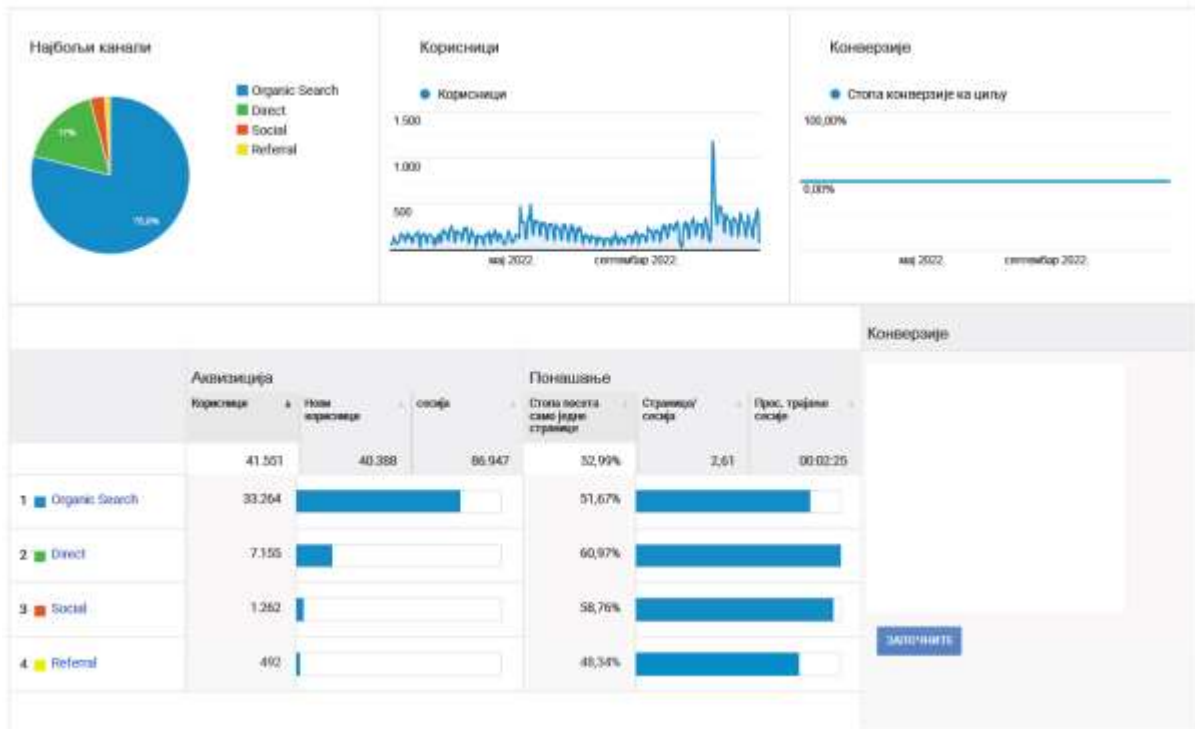 Најбољи канали
Organic Search
Direct
Social
Referral
17%
Корисници
Корисници
1.500
1.000
500
мај 2022.
септембар 2022.
Конверзије
Стопа конверзије на циљу
100,00%
0,00%
мај 2022.
септембар 2022.
Конверзије
Аквизиција
Понашање
Корисници
Нови корисници
сесија
Стопа посета само једне странице
Страница/ сесија
Прос. трајање сесије
41.551
40.388
86.947
52,99%
2,61
00:02:25
1 Organic Search
33.264
51,67%
2 Direct
7.155
60,97%
3 Social
1.262
58,76%
4 Referral
492
48,34%
ЗАПОЧНИТЕ